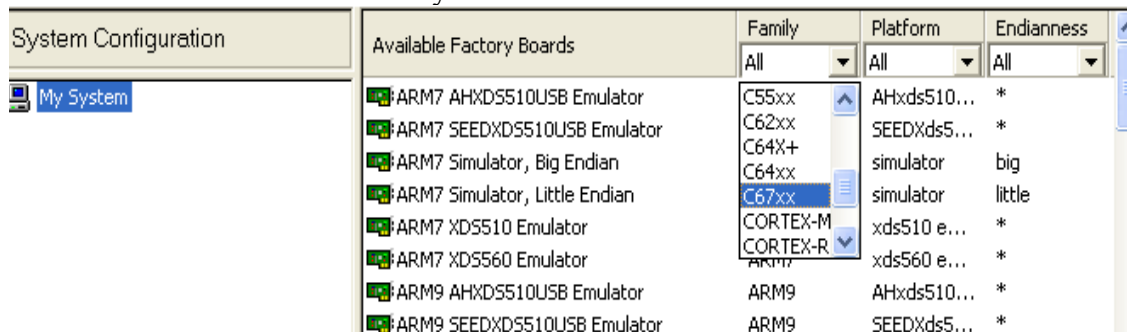 System Configuration
My System
Available Factory Boards Family Platform Endianness
All All All
ARM7 AHXDS510USB Emulator C55xx AHxds510... *
ARM7 SEEDXDS510USB Emulator C62xx SEEDXds5... *
C64X+
ARM7 Simulator, Big Endian C64xx simulator big
ARM7 Simulator, Little Endian C67xx simulator little
ARM7 XDS510 Emulator CORTEX-M xds510 e... *
CORTEX-R
ARM7 XDS560 Emulator ARM7 xds560 e... *
ARM9 AHXDS510USB Emulator ARM9 AHxds510... *
ARM9 SEEDXDS510USB Emulator ARM9 SEEDXds5... *